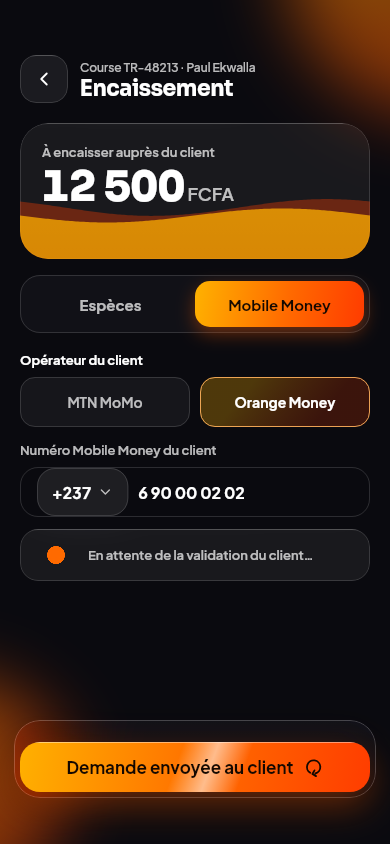 Course TR-48213 · Paul Ekwalla
Encaissement
À encaisser auprès du client
12 500 FCFA
Espèces
Mobile Money
Opérateur du client
MTN MoMo
Orange Money
Numéro Mobile Money du client
+237 6 90 00 02 02
En attente de la validation du client…
Demande envoyée au client